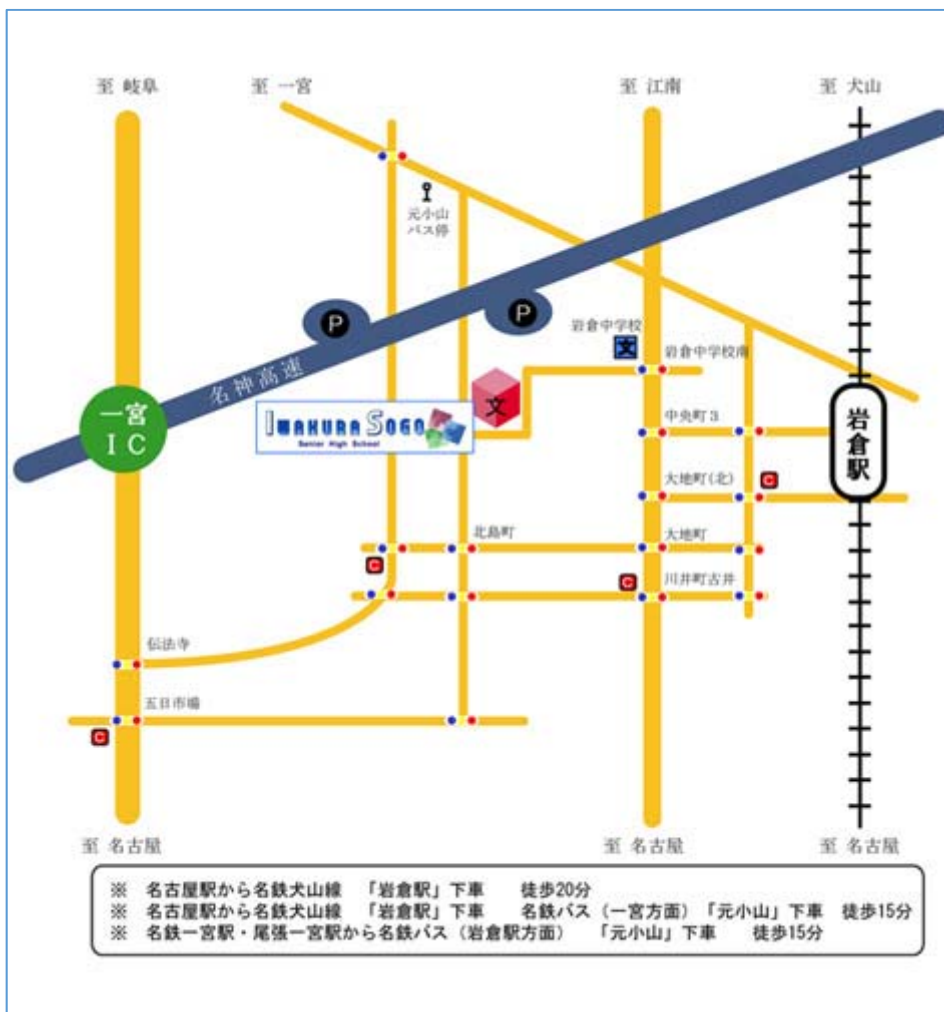 至 岐阜
至 一宮
至 江南
至 犬山
元小山
バス停
P
P
岩倉中学校
文
岩倉中学校南
名神高速
一宮
IC
文
IWAKURA SOGO
Senior High School
中央町3
岩倉駅
大地町(北)
C
北島町
大地町
C
C
川井町古井
伝法寺
五日市場
C
至 名古屋
至 名古屋
至 名古屋
※ 名古屋駅から名鉄犬山線 「岩倉駅」下車 徒歩20分
※ 名古屋駅から名鉄犬山線 「岩倉駅」下車 名鉄バス(一宮方面)「元小山」下車 徒歩15分
※ 名鉄一宮駅・尾張一宮駅から名鉄バス(岩倉駅方面) 「元小山」下車 徒歩15分